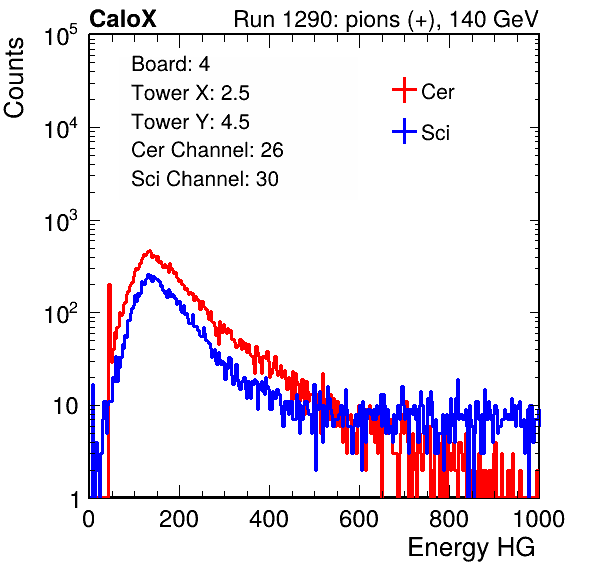 CaloX Run 1290: pions (+), 140 GeV
Counts
10^5
10^4
10^3
10^2
10
1
Board: 4
Tower X: 2.5
Tower Y: 4.5
Cer Channel: 26
Sci Channel: 30
Cer
Sci
0 200 400 600 800 1000
Energy HG